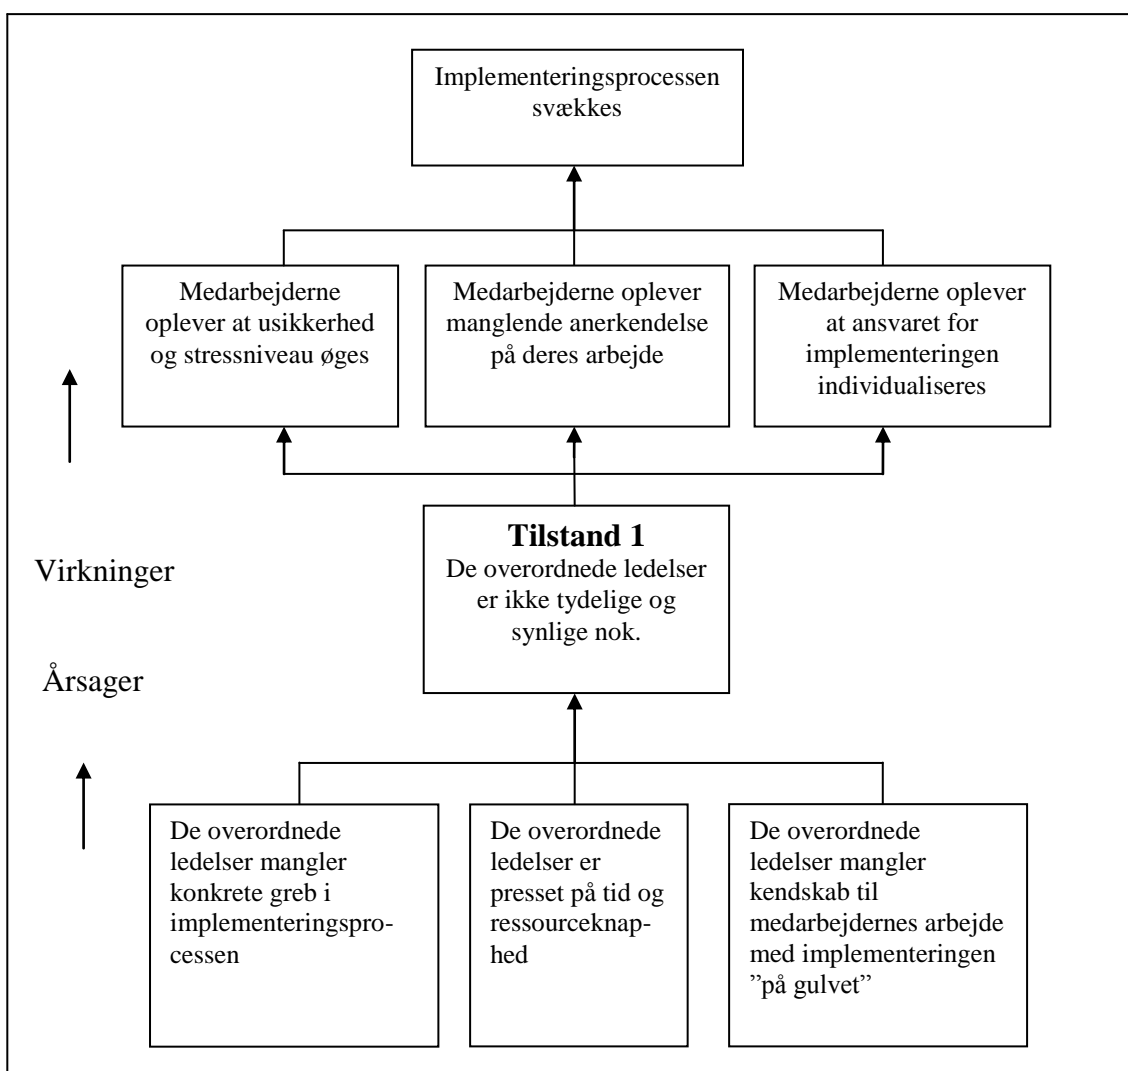 Implementeringsprocessen
svækkes
Medarbejderne
oplever at usikkerhed
og stressniveau øges
Medarbejderne oplever
manglende anerkendelse
på deres arbejde
Medarbejderne oplever
at ansvaret for
implementeringen
individualiseres
Tilstand 1
De overordnede ledelser
er ikke tydelige og
synlige nok.
Virkninger
Årsager
De overordnede
ledelser mangler
konkrete greb i
implementeringspro-
cessen
De overordnede
ledelser er
presset på tid og
ressourceknap-
hed
De overordnede
ledelser mangler
kendskab til
medarbejdernes arbejde
med implementeringen
”på gulvet”